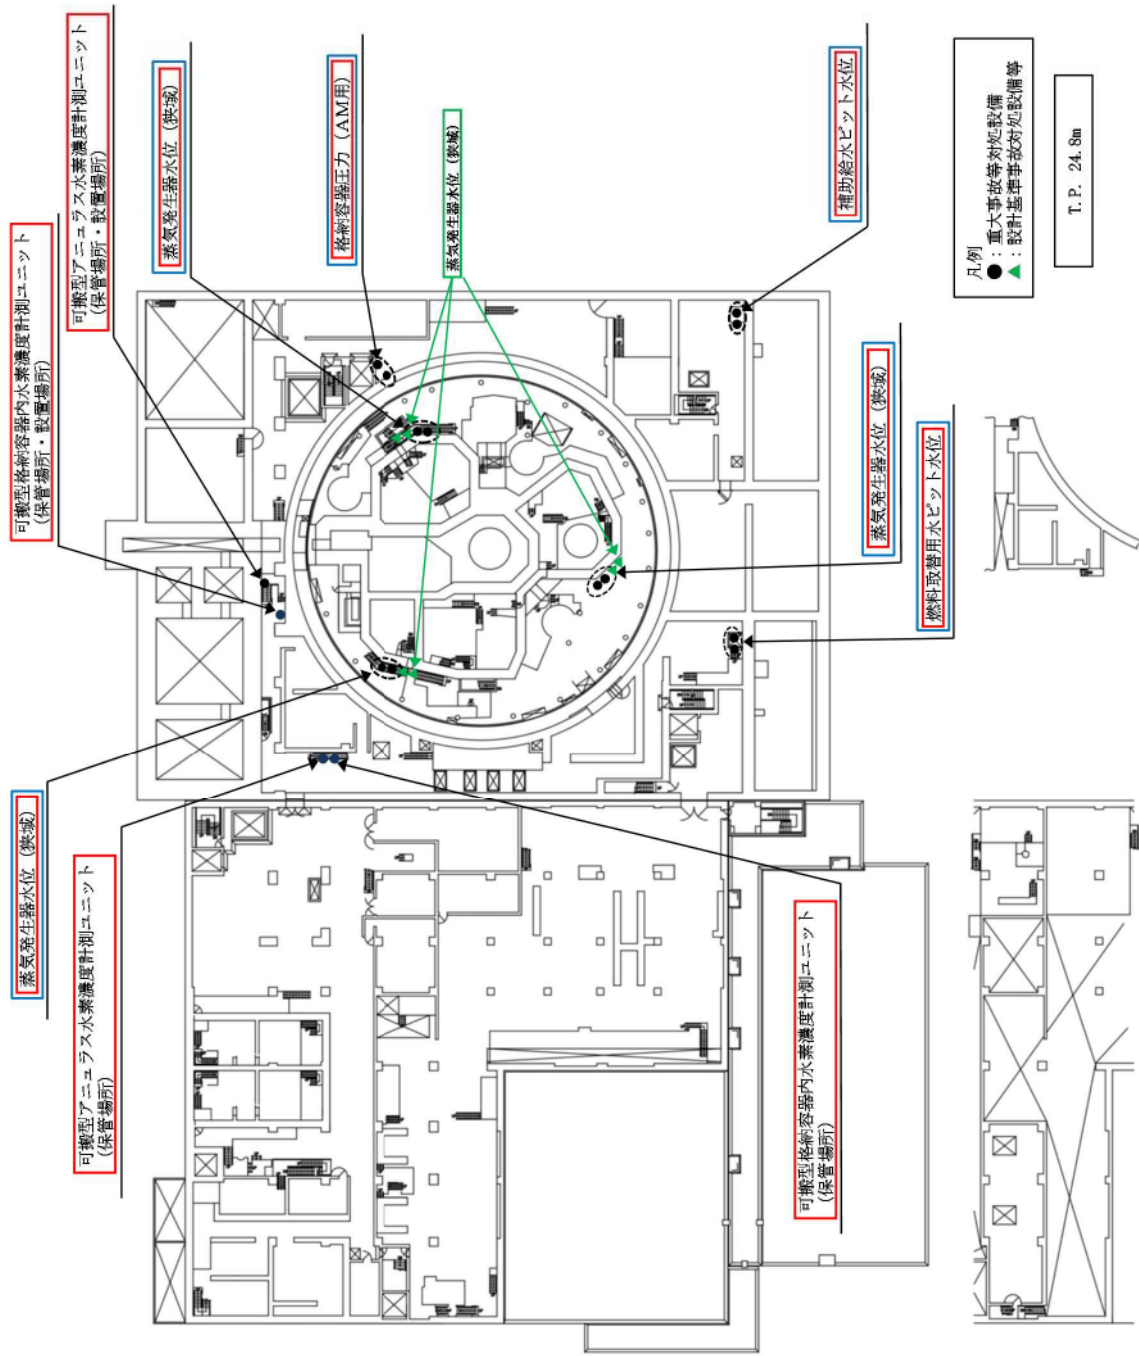 可搬型格納容器内水素濃度計測ユニット
(保管場所・設置場所)
可搬型アニュラス水素濃度計測ユニット
(保管場所・設置場所)
蒸気発生器水位（狭域）
格納容器圧力（AM用）
蒸気発生器水位（狭域）
補助給水ピット水位
凡例
●：重大事故等対処設備
▲：設計基準事故対処設備等
T.P. 24.8m
蒸気発生器水位（狭域）
燃料取替用水ピット水位
蒸気発生器水位（狭域）
可搬型アニュラス水素濃度計測ユニット
(保管場所)
可搬型格納容器内水素濃度計測ユニット
(保管場所)